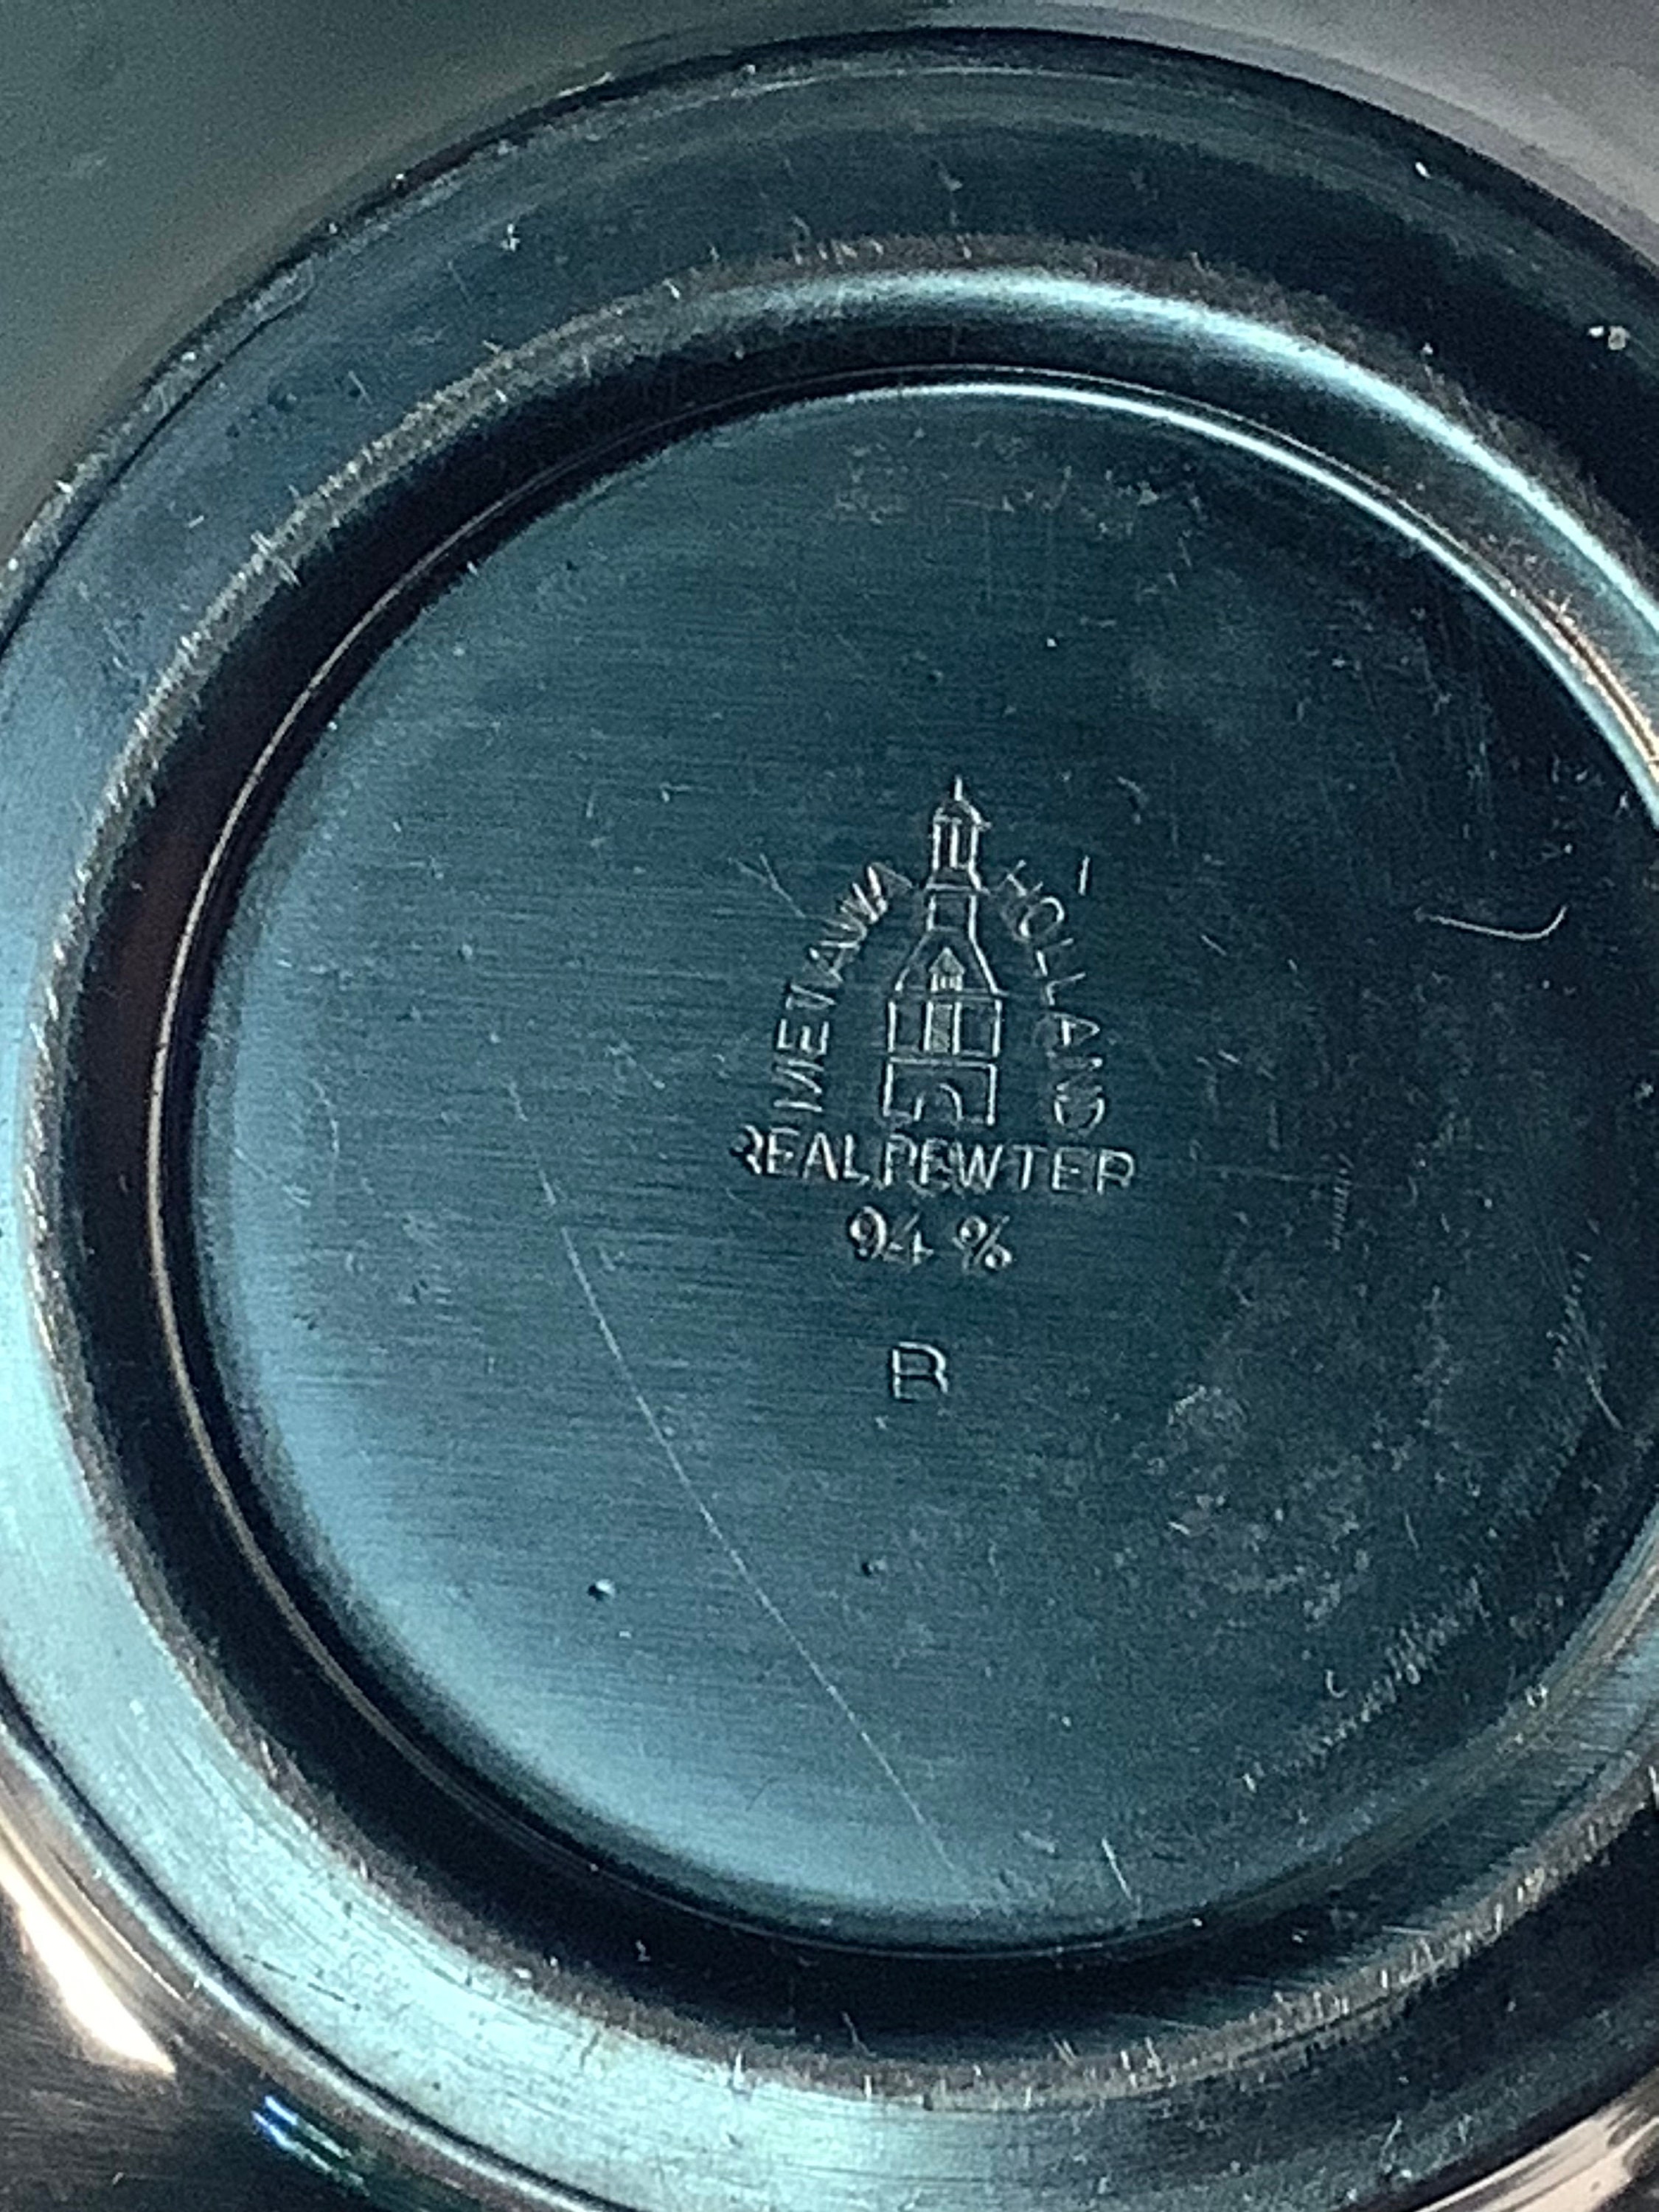 METAWA HOLLAND
REAL PEWTER
94 %
B